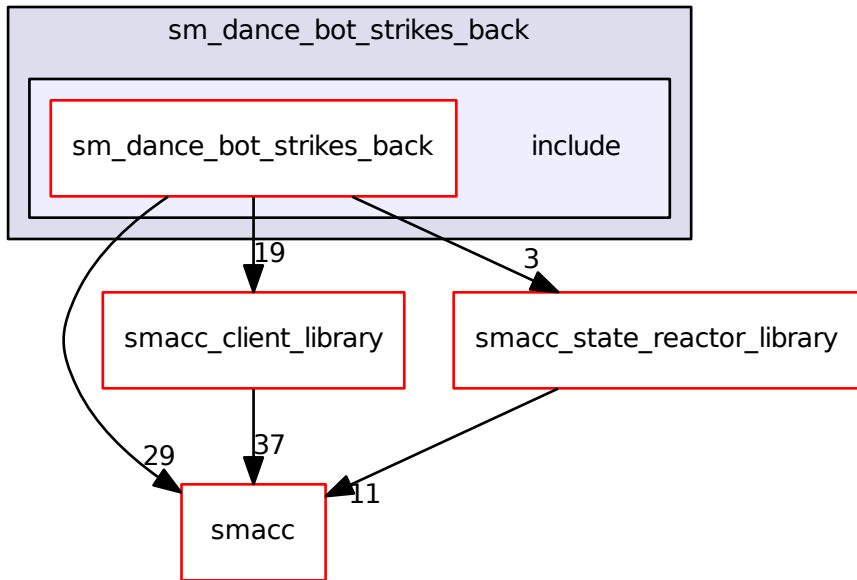 sm_dance_bot_strikes_back
sm_dance_bot_strikes_back
include
19
3
smacc_client_library
smacc_state_reactor_library
29
37
11
smacc